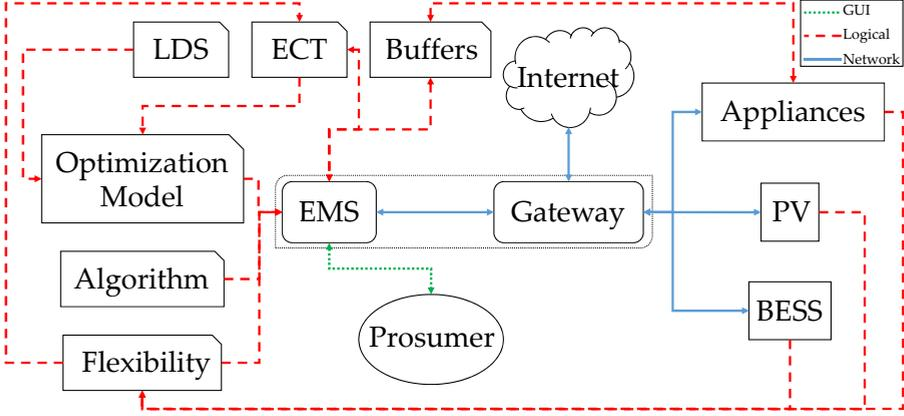 GUI
Logical
Network
LDS
ECT
Buffers
Internet
Appliances
Optimization
Model
EMS
Gateway
PV
Algorithm
BESS
Prosumer
Flexibility